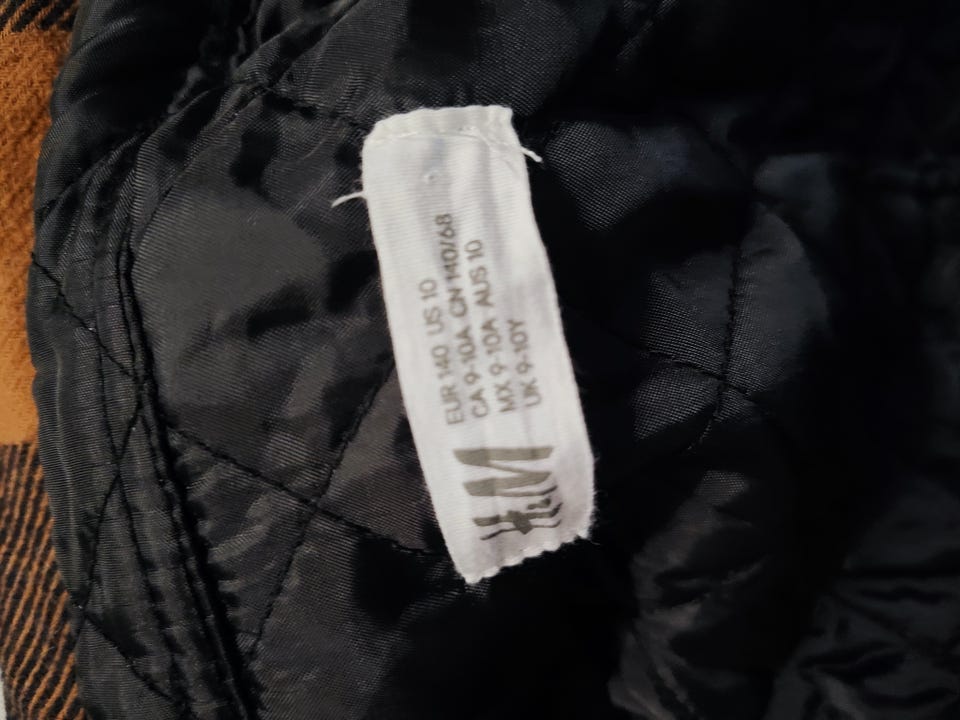 H&M
EUR 140 US 10
CA 9-10A CN 140/68
MX 9-10A AUS 10
UK 9-10Y